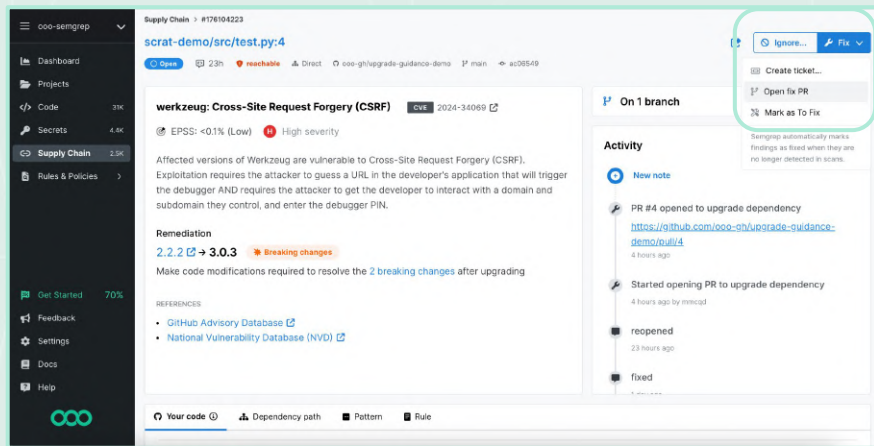 ooo-semgrep
Dashboard
Projects
Code 31K
Secrets 4.4K
Supply Chain 2.5K
Rules & Policies
Get Started 70%
Feedback
Settings
Docs
Help
Supply Chain > #176104223
scrat-demo/src/test.py:4
Open 23h reachable Direct ooo-gh/upgrade-guidance-demo main ac06549
Ignore... Fix
Create ticket...
Open fix PR
Mark as To Fix
Semgrep automatically marks
findings as fixed when they are
no longer detected in scans.
werkzeug: Cross-Site Request Forgery (CSRF) CVE 2024-34069
EPSS: <0.1% (Low) H High severity
Affected versions of Werkzeug are vulnerable to Cross-Site Request Forgery (CSRF).
Exploitation requires the attacker to guess a URL in the developer's application that will trigger
the debugger AND requires the attacker to get the developer to interact with a domain and
subdomain they control, and enter the debugger PIN.
Remediation
2.2.2 → 3.0.3 Breaking changes
Make code modifications required to resolve the 2 breaking changes after upgrading
REFERENCES
• GitHub Advisory Database
• National Vulnerability Database (NVD)
On 1 branch
Activity
New note
PR #4 opened to upgrade dependency
https://github.com/ooo-gh/upgrade-guidance-
demo/pull/4
4 hours ago
Started opening PR to upgrade dependency
4 hours ago by mmcqd
reopened
23 hours ago
fixed
Your code Dependency path Pattern Rule